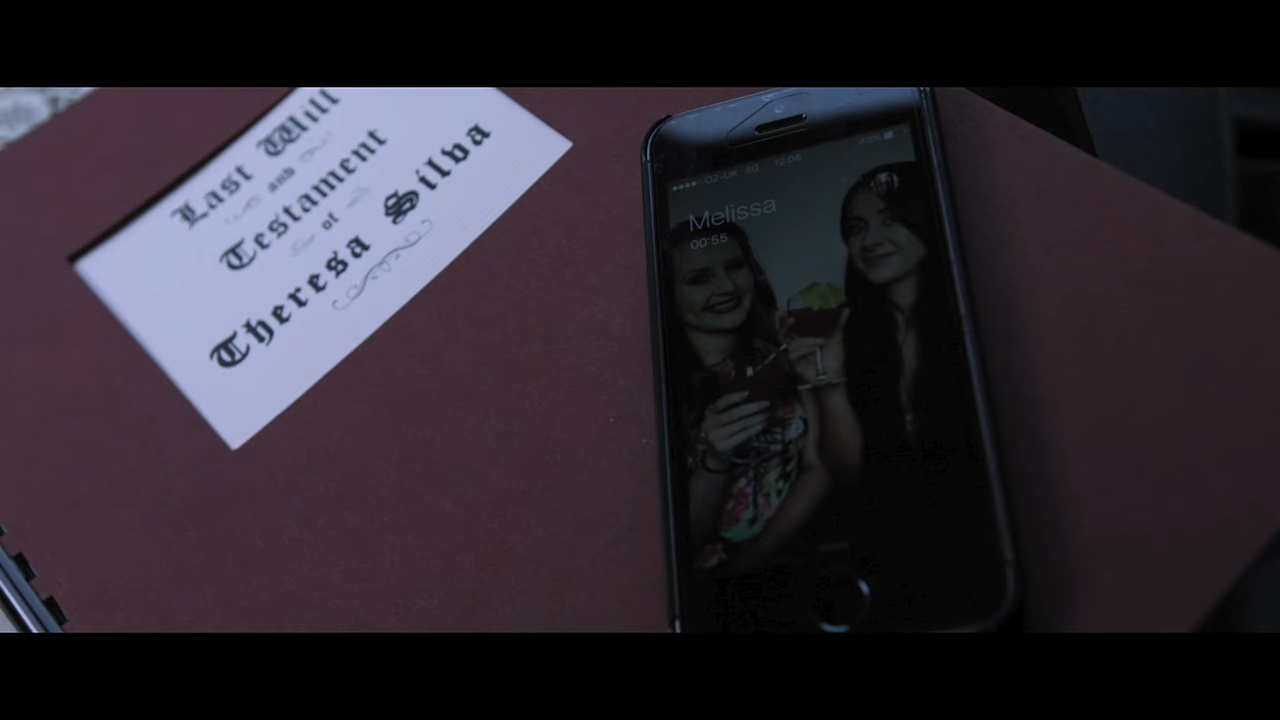 Last Will
and
Testament
of
Theresa Silva
O2-UK 3G 12:08
Melissa
00:55